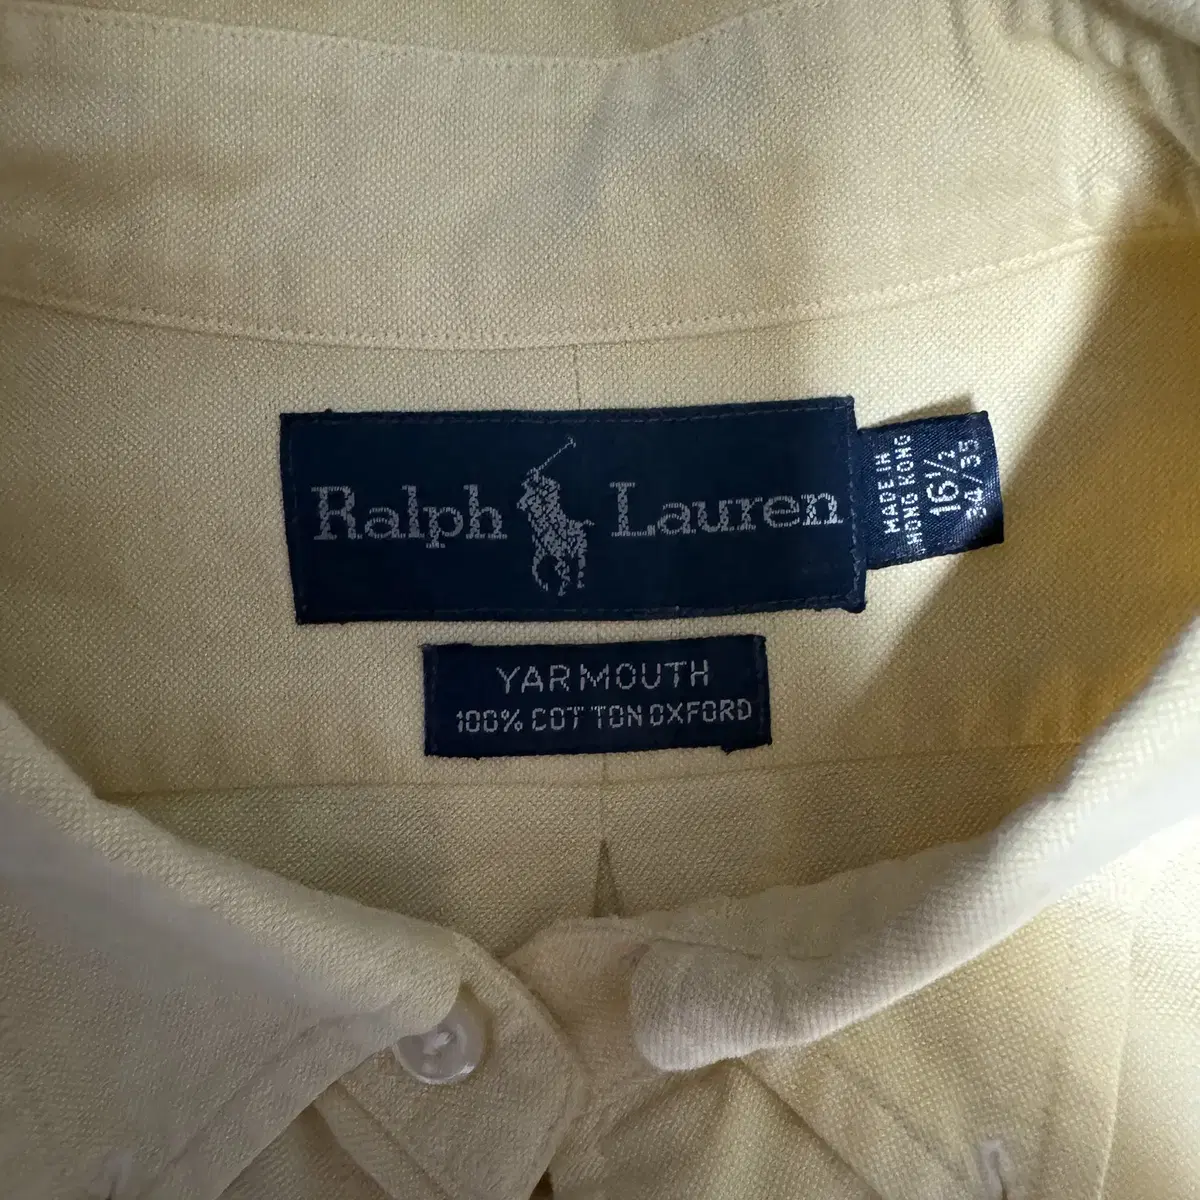 Ralph Lauren
MADE IN
HONG KONG
16½
34/35
YARMOUTH
100% COTTON OXFORD